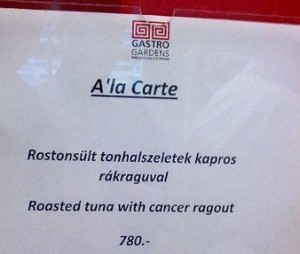 GASTRO
GARDENS
A'la Carte
Rostonsült tonhalszeletek kapros
rákraguval
Roasted tuna with cancer ragout
780.-